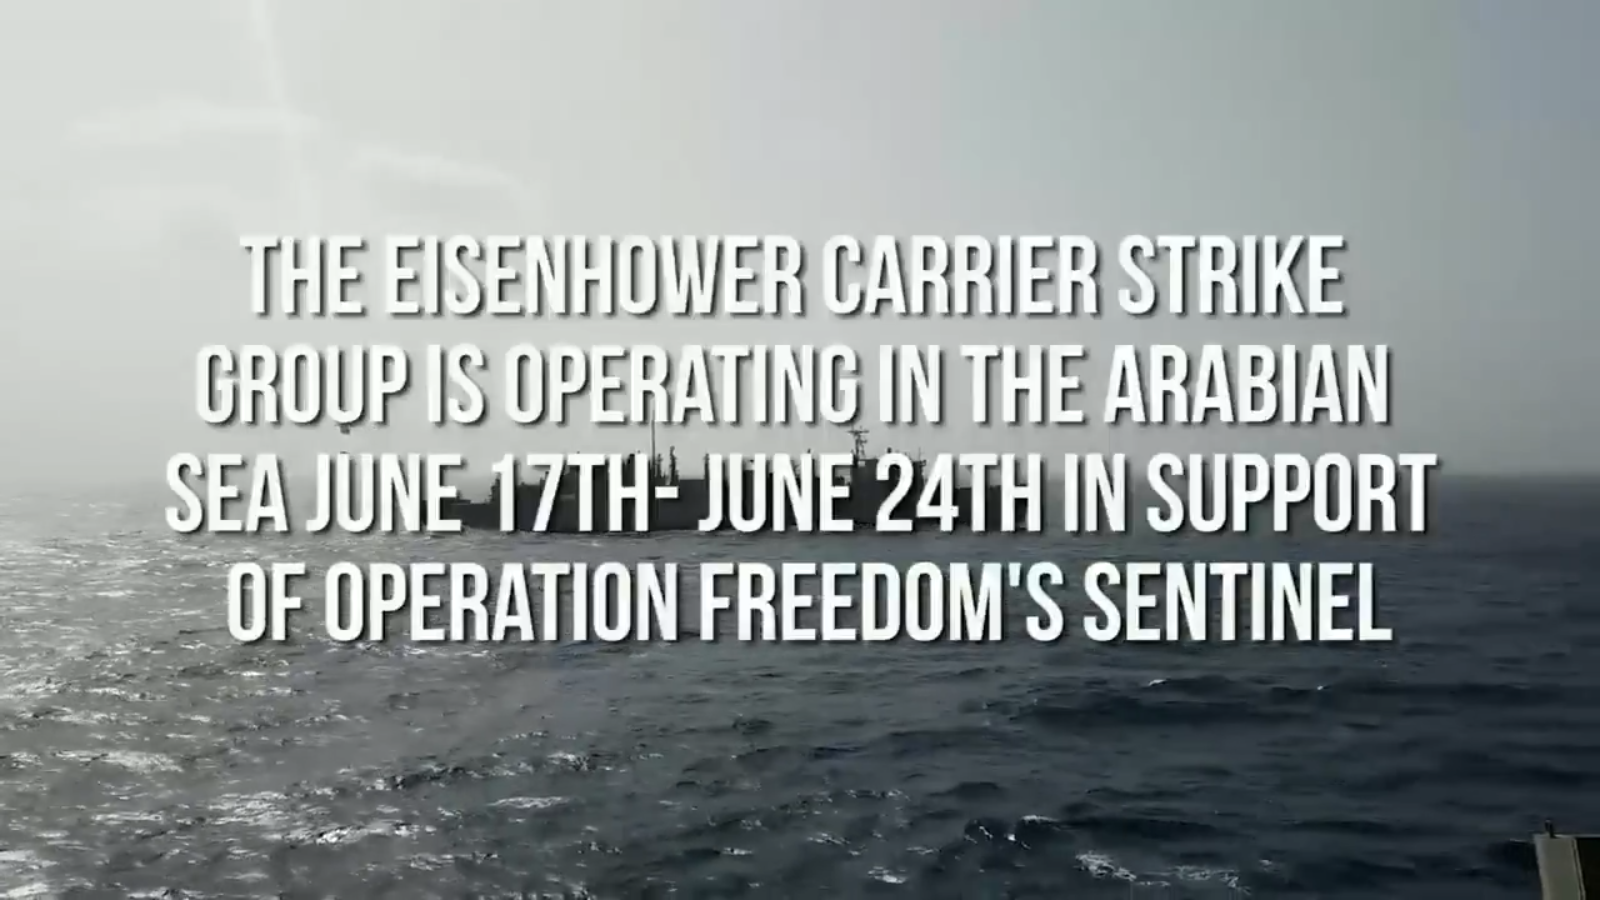 THE EISENHOWER CARRIER STRIKE
GROUP IS OPERATING IN THE ARABIAN
SEA JUNE 17TH- JUNE 24TH IN SUPPORT
OF OPERATION FREEDOM'S SENTINEL